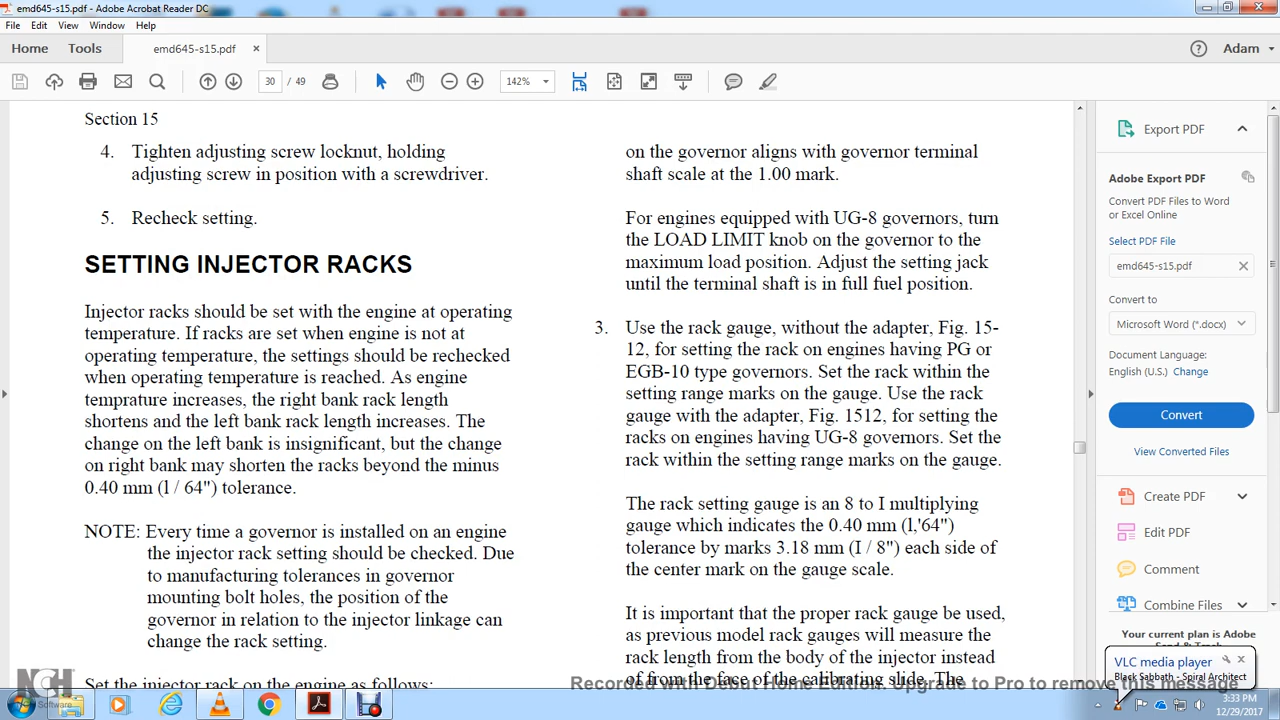 emd645-s15.pdf - Adobe Acrobat Reader DC
File Edit View Window Help
Home Tools emd645-s15.pdf × Adam
30 / 49 142%
Section 15
4. Tighten adjusting screw locknut, holding
adjusting screw in position with a screwdriver.
5. Recheck setting.
SETTING INJECTOR RACKS
Injector racks should be set with the engine at operating
temperature. If racks are set when engine is not at
operating temperature, the settings should be rechecked
when operating temperature is reached. As engine
temprature increases, the right bank rack length
shortens and the left bank rack length increases. The
change on the left bank is insignificant, but the change
on right bank may shorten the racks beyond the minus
0.40 mm (l / 64") tolerance.
NOTE: Every time a governor is installed on an engine
the injector rack setting should be checked. Due
to manufacturing tolerances in governor
mounting bolt holes, the position of the
governor in relation to the injector linkage can
change the rack setting.
Set the injector rack on the engine as follows:
on the governor aligns with governor terminal
shaft scale at the 1.00 mark.
For engines equipped with UG-8 governors, turn
the LOAD LIMIT knob on the governor to the
maximum load position. Adjust the setting jack
until the terminal shaft is in full fuel position.
3. Use the rack gauge, without the adapter, Fig. 15-
12, for setting the rack on engines having PG or
EGB-10 type governors. Set the rack within the
setting range marks on the gauge. Use the rack
gauge with the adapter, Fig. 1512, for setting the
racks on engines having UG-8 governors. Set the
rack within the setting range marks on the gauge.
The rack setting gauge is an 8 to I multiplying
gauge which indicates the 0.40 mm (l,'64")
tolerance by marks 3.18 mm (I / 8") each side of
the center mark on the gauge scale.
It is important that the proper rack gauge be used,
as previous model rack gauges will measure the
rack length from the body of the injector instead
of from the face of the calibrating slide. The
Export PDF
Adobe Export PDF
Convert PDF Files to Word
or Excel Online
Select PDF File
emd645-s15.pdf
Convert to
Microsoft Word (*.docx)
Document Language:
English (U.S.) Change
Convert
View Converted Files
Create PDF
Edit PDF
Comment
Combine Files
Your current plan is Adobe
VLC media player
Black Sabbath - Spiral Architect
NCH
Software
Recorded with Debut Home Edition. Upgrade to Pro to remove this message
3:33 PM
12/29/2017